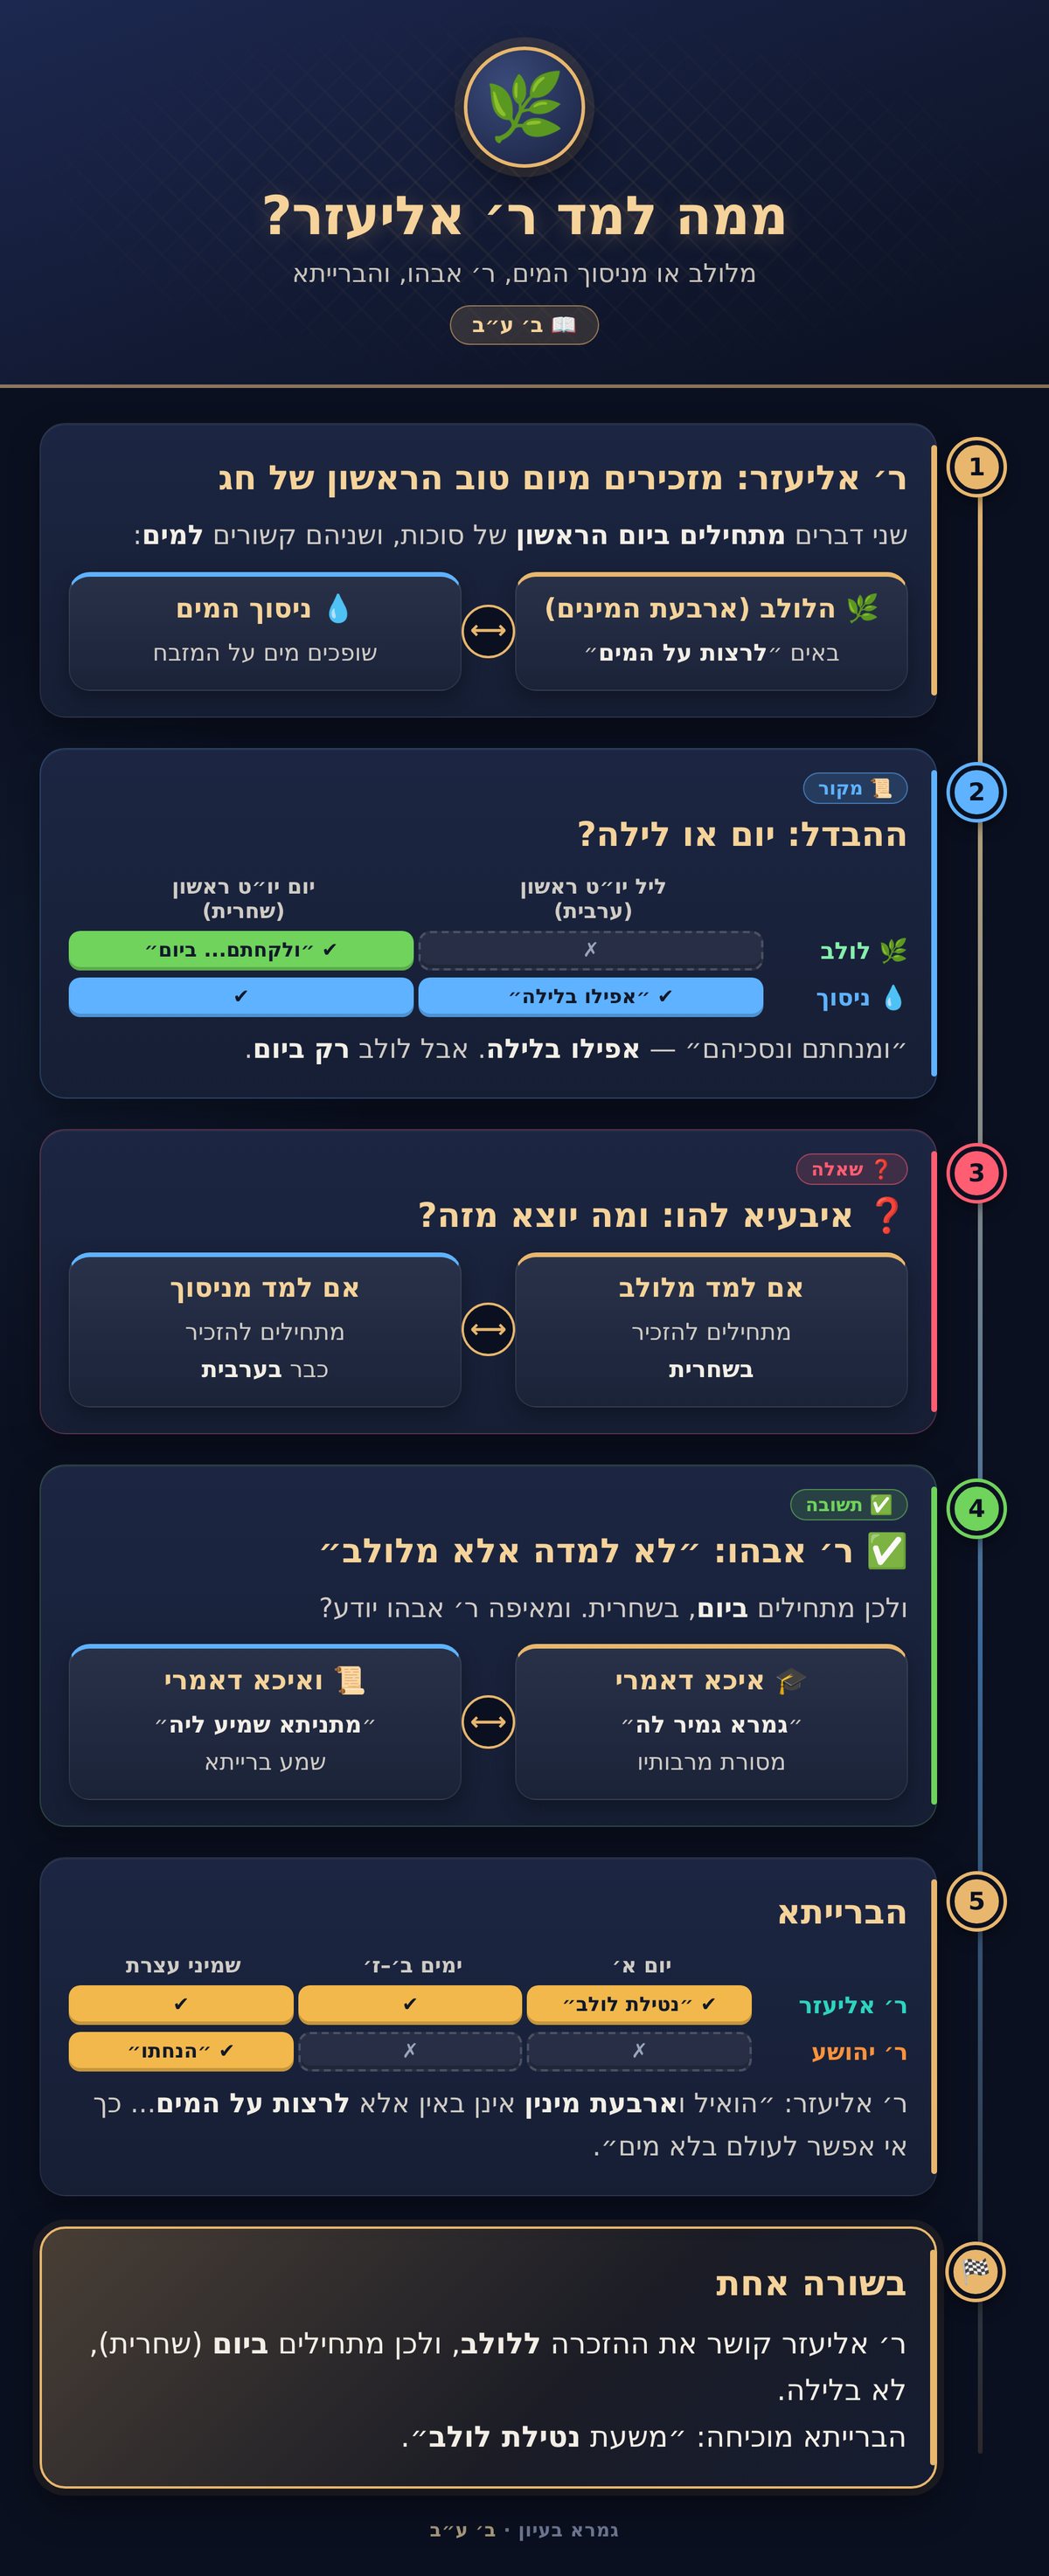 ממה למד ר׳ אליעזר?
מלולב או מניסוך המים, ר׳ אבהו, והברייתא
📖 ב׳ ע״ב
1
ר׳ אליעזר: מזכירים מיום טוב הראשון של חג
שני דברים מתחילים ביום הראשון של סוכות, ושניהם קשורים למים:
🌿 הלולב (ארבעת המינים)
באים ״לרצות על המים״
⟷
💧 ניסוך המים
שופכים מים על המזבח
2
📜 מקור
ההבדל: יום או לילה?
ליל יו״ט ראשון
(ערבית)
יום יו״ט ראשון
(שחרית)
🌿 לולב
✗
✓ ״ולקחתם... ביום״
💧 ניסוך
✓ ״אפילו בלילה״
✓
״ומנחתם ונסכיהם״ — אפילו בלילה. אבל לולב רק ביום.
3
❓ שאלה
❓ איבעיא להו: ומה יוצא מזה?
אם למד מלולב
מתחילים להזכיר
בשחרית
⟷
אם למד מניסוך
מתחילים להזכיר
כבר בערבית
4
✅ תשובה
✅ ר׳ אבהו: ״לא למדה אלא מלולב״
ולכן מתחילים ביום, בשחרית. ומאיפה ר׳ אבהו יודע?
🎓 איכא דאמרי
״גמרא גמיר לה״
מסורת מרבותיו
⟷
📜 ואיכא דאמרי
״מתניתא שמיע ליה״
שמע ברייתא
5
הברייתא
יום א׳
ימים ב׳–ז׳
שמיני עצרת
ר׳ אליעזר
✓ ״נטילת לולב״
✓
✓
ר׳ יהושע
✗
✗
✓ ״הנחתו״
ר׳ אליעזר: ״הואיל וארבעת מינין אינן באין אלא לרצות על המים... כך
אי אפשר לעולם בלא מים״.
🏁
בשורה אחת
ר׳ אליעזר קושר את ההזכרה ללולב, ולכן מתחילים ביום (שחרית),
לא בלילה.
הברייתא מוכיחה: ״משעת נטילת לולב״.
גמרא בעיון · ב׳ ע״ב